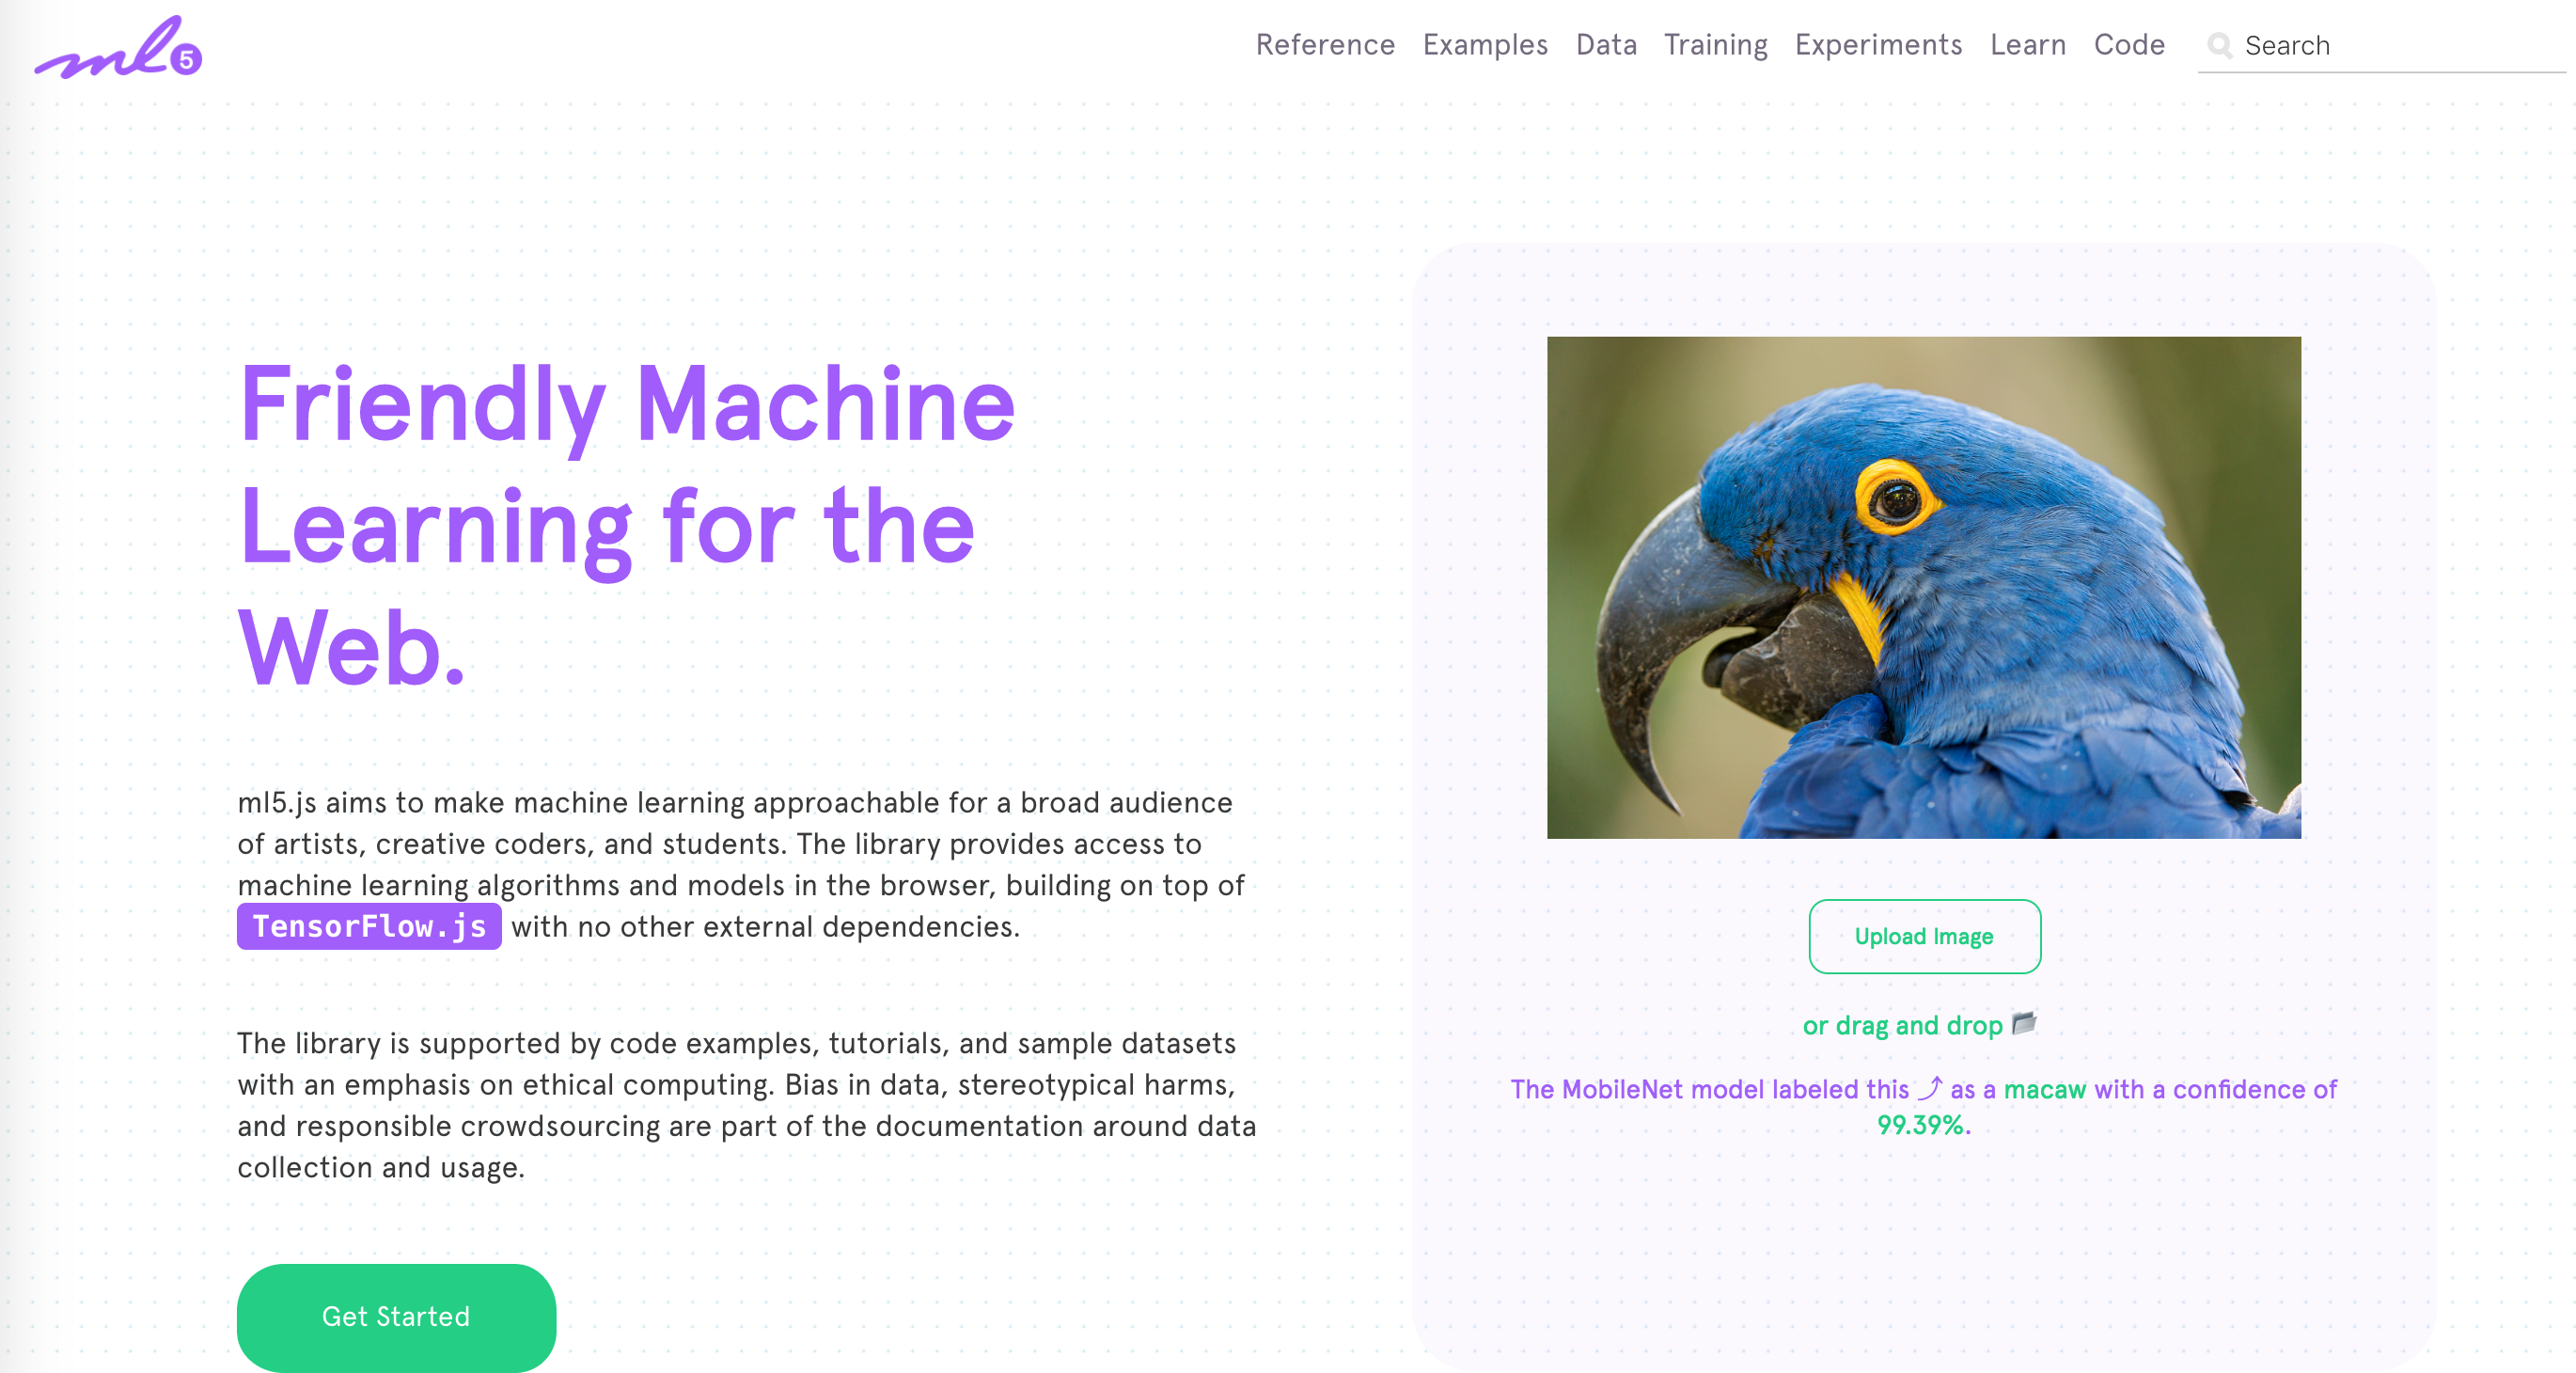 ml5
Reference Examples Data Training Experiments Learn Code Search
Friendly Machine
Learning for the
Web.
ml5.js aims to make machine learning approachable for a broad audience
of artists, creative coders, and students. The library provides access to
machine learning algorithms and models in the browser, building on top of
TensorFlow.js with no other external dependencies.
The library is supported by code examples, tutorials, and sample datasets
with an emphasis on ethical computing. Bias in data, stereotypical harms,
and responsible crowdsourcing are part of the documentation around data
collection and usage.
Get Started
Upload Image
or drag and drop
The MobileNet model labeled this ⤴ as a macaw with a confidence of
99.39%.